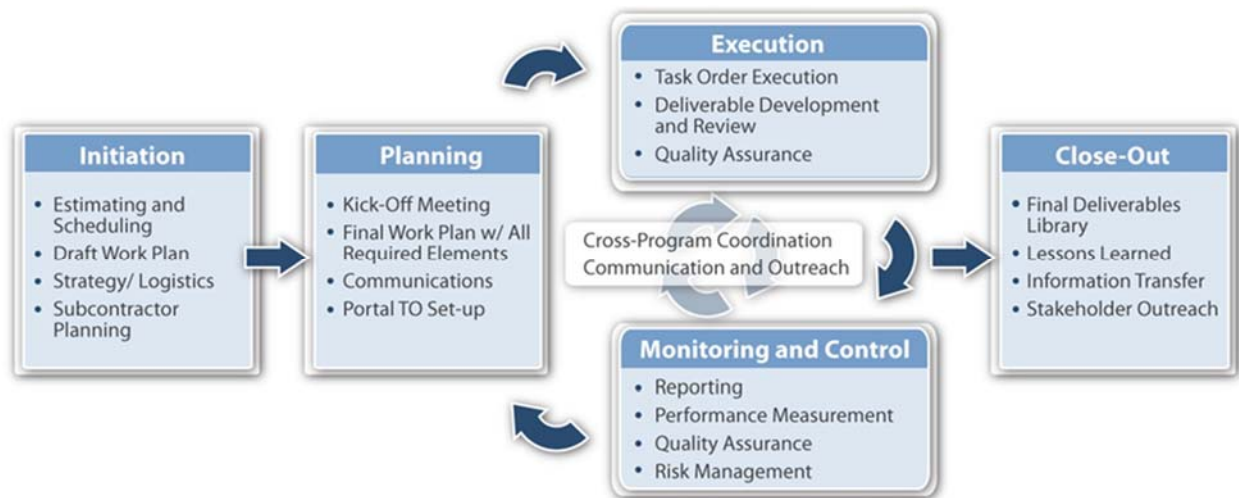 Initiation
• Estimating and
Scheduling
• Draft Work Plan
• Strategy/ Logistics
• Subcontractor
Planning
Planning
• Kick-Off Meeting
• Final Work Plan w/ All
Required Elements
• Communications
• Portal TO Set-up
Execution
• Task Order Execution
• Deliverable Development
and Review
• Quality Assurance
Cross-Program Coordination
Communication and Outreach
Monitoring and Control
• Reporting
• Performance Measurement
• Quality Assurance
• Risk Management
Close-Out
• Final Deliverables
Library
• Lessons Learned
• Information Transfer
• Stakeholder Outreach